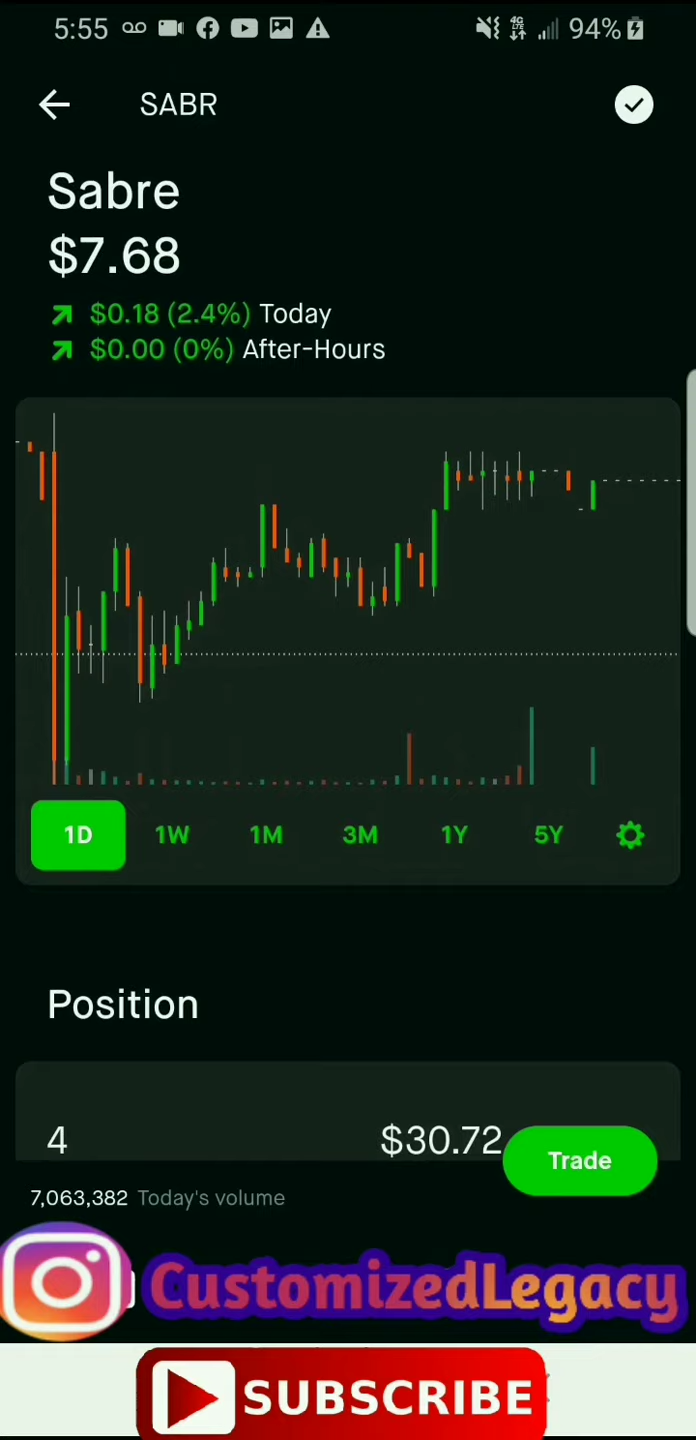 5:55 94%
SABR
Sabre
$7.68
$0.18 (2.4%) Today
$0.00 (0%) After-Hours
1D 1W 1M 3M 1Y 5Y
Position
4 $30.72
Trade
7,063,382 Today's volume
CustomizedLegacy
SUBSCRIBE